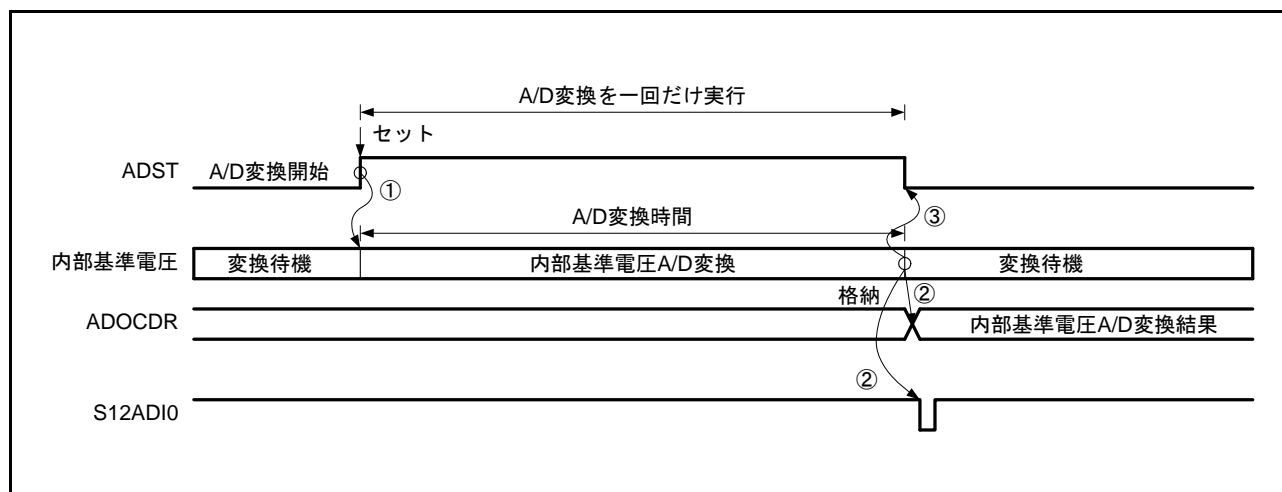 A/D変換を一回だけ実行
セット
ADST
A/D変換開始
①
③
A/D変換時間
内部基準電圧
変換待機
内部基準電圧A/D変換
変換待機
格納
②
ADOCDR
内部基準電圧A/D変換結果
②
S12ADI0